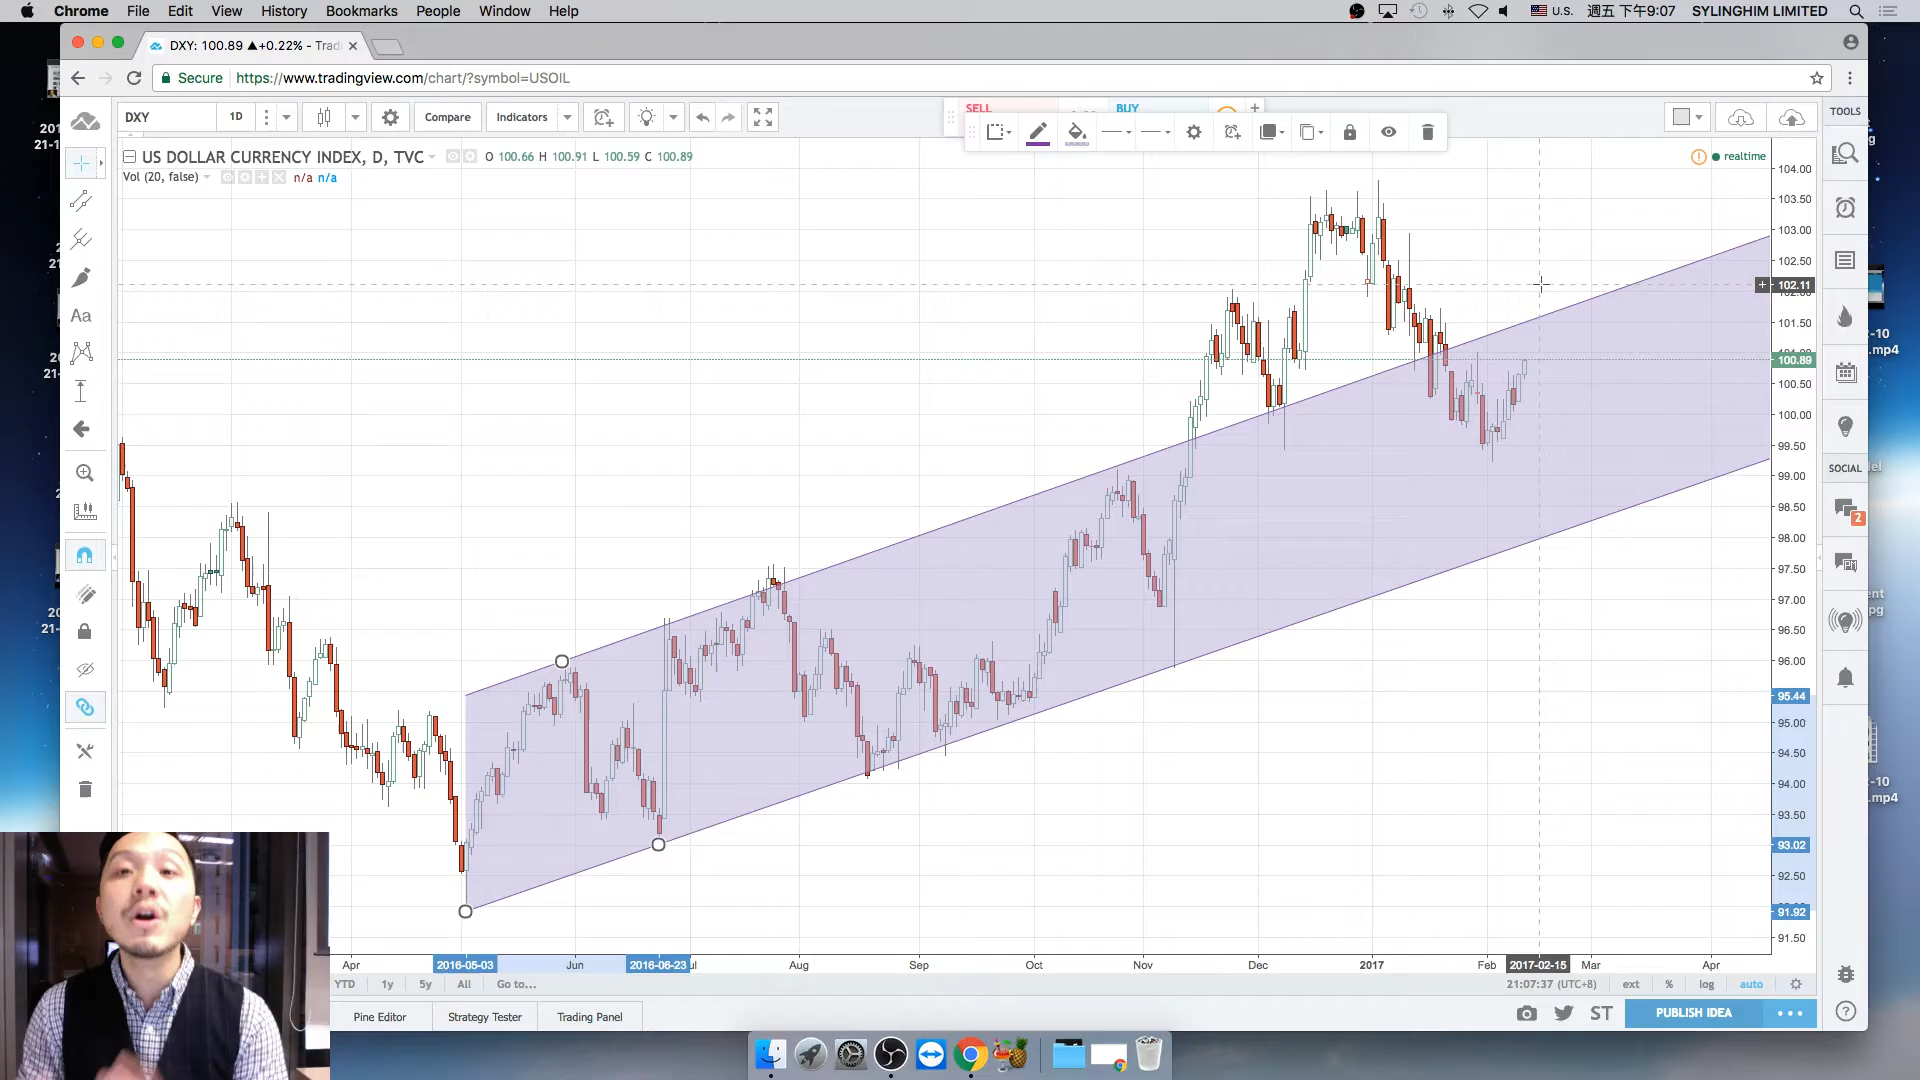 Chrome File Edit View History Bookmarks People Window Help U.S. 週五 下午9:07 SYLINGHIM LIMITED
DXY: 100.89 ▲+0.22% - Tradi
Secure https://www.tradingview.com/chart/?symbol=USOIL
DXY 1D Compare Indicators
SELL BUY
TOOLS
US DOLLAR CURRENCY INDEX, D, TVC O 100.66 H 100.91 L 100.59 C 100.89
realtime
Vol (20, false) n/a n/a
Aa
104.00
103.50
103.00
102.50
102.11
101.50
100.89
100.50
100.00
99.50
99.00
98.50
98.00
97.50
97.00
96.50
96.00
95.44
95.00
94.50
94.00
93.50
93.02
92.50
91.92
91.50
SOCIAL
2
Apr 2016-05-03 Jun 2016-06-23 Aug Sep Oct Nov Dec 2017 Feb 2017-02-15 Mar Apr
YTD 1y 5y All Go to... 21:07:37 (UTC+8) ext % log auto
Pine Editor Strategy Tester Trading Panel ST PUBLISH IDEA